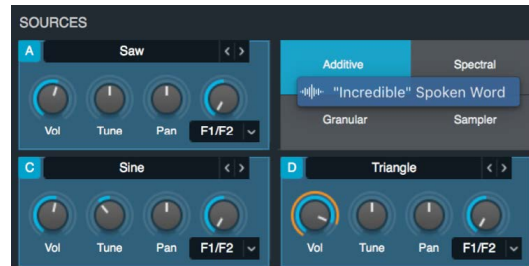 SOURCES
A Saw < >
Vol Tune Pan F1/F2
Additive Spectral
"Incredible" Spoken Word
Granular Sampler
C Sine < >
Vol Tune Pan F1/F2
D Triangle < >
Vol Tune Pan F1/F2